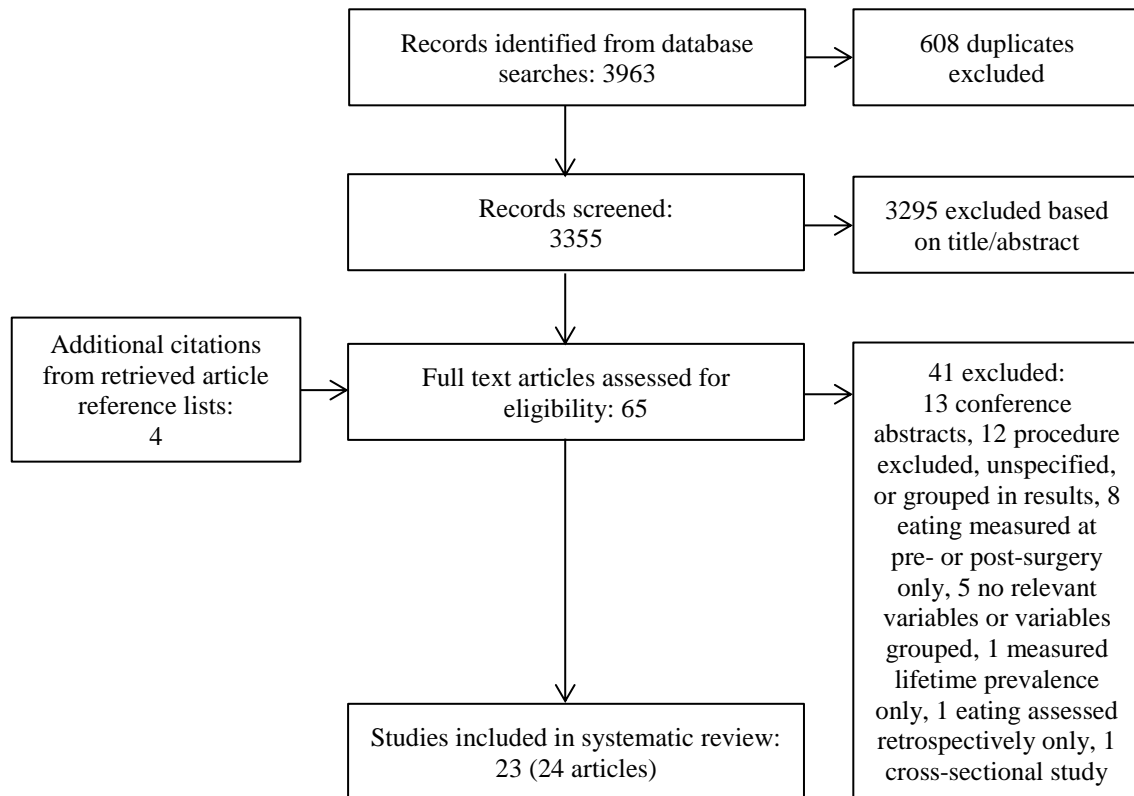 Records identified from database
searches: 3963
608 duplicates
excluded
Records screened:
3355
3295 excluded based
on title/abstract
Additional citations
from retrieved article
reference lists:
4
Full text articles assessed for
eligibility: 65
41 excluded:
13 conference
abstracts, 12 procedure
excluded, unspecified,
or grouped in results, 8
eating measured at
pre- or post-surgery
only, 5 no relevant
variables or variables
grouped, 1 measured
lifetime prevalence
only, 1 eating assessed
retrospectively only, 1
cross-sectional study
Studies included in systematic review:
23 (24 articles)